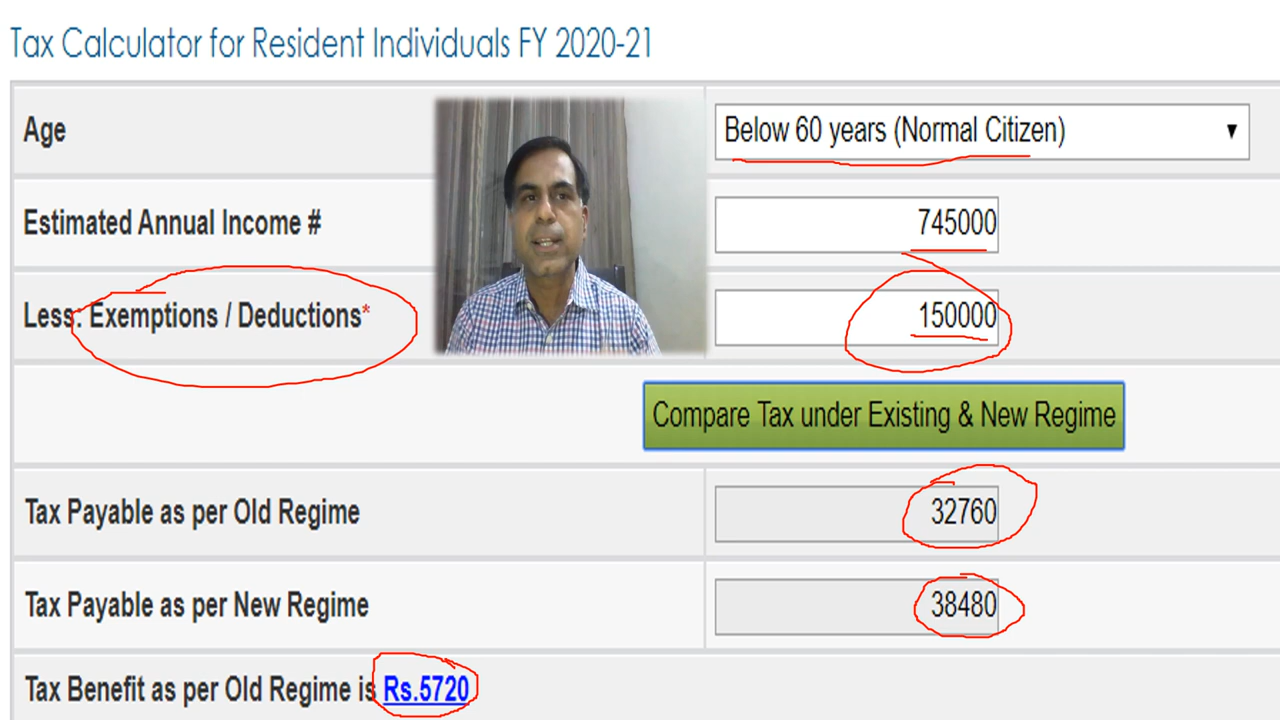 Tax Calculator for Resident Individuals FY 2020-21
Age
Below 60 years (Normal Citizen)
Estimated Annual Income #
745000
Less: Exemptions / Deductions*
150000
Compare Tax under Existing & New Regime
Tax Payable as per Old Regime
32760
Tax Payable as per New Regime
38480
Tax Benefit as per Old Regime is Rs.5720